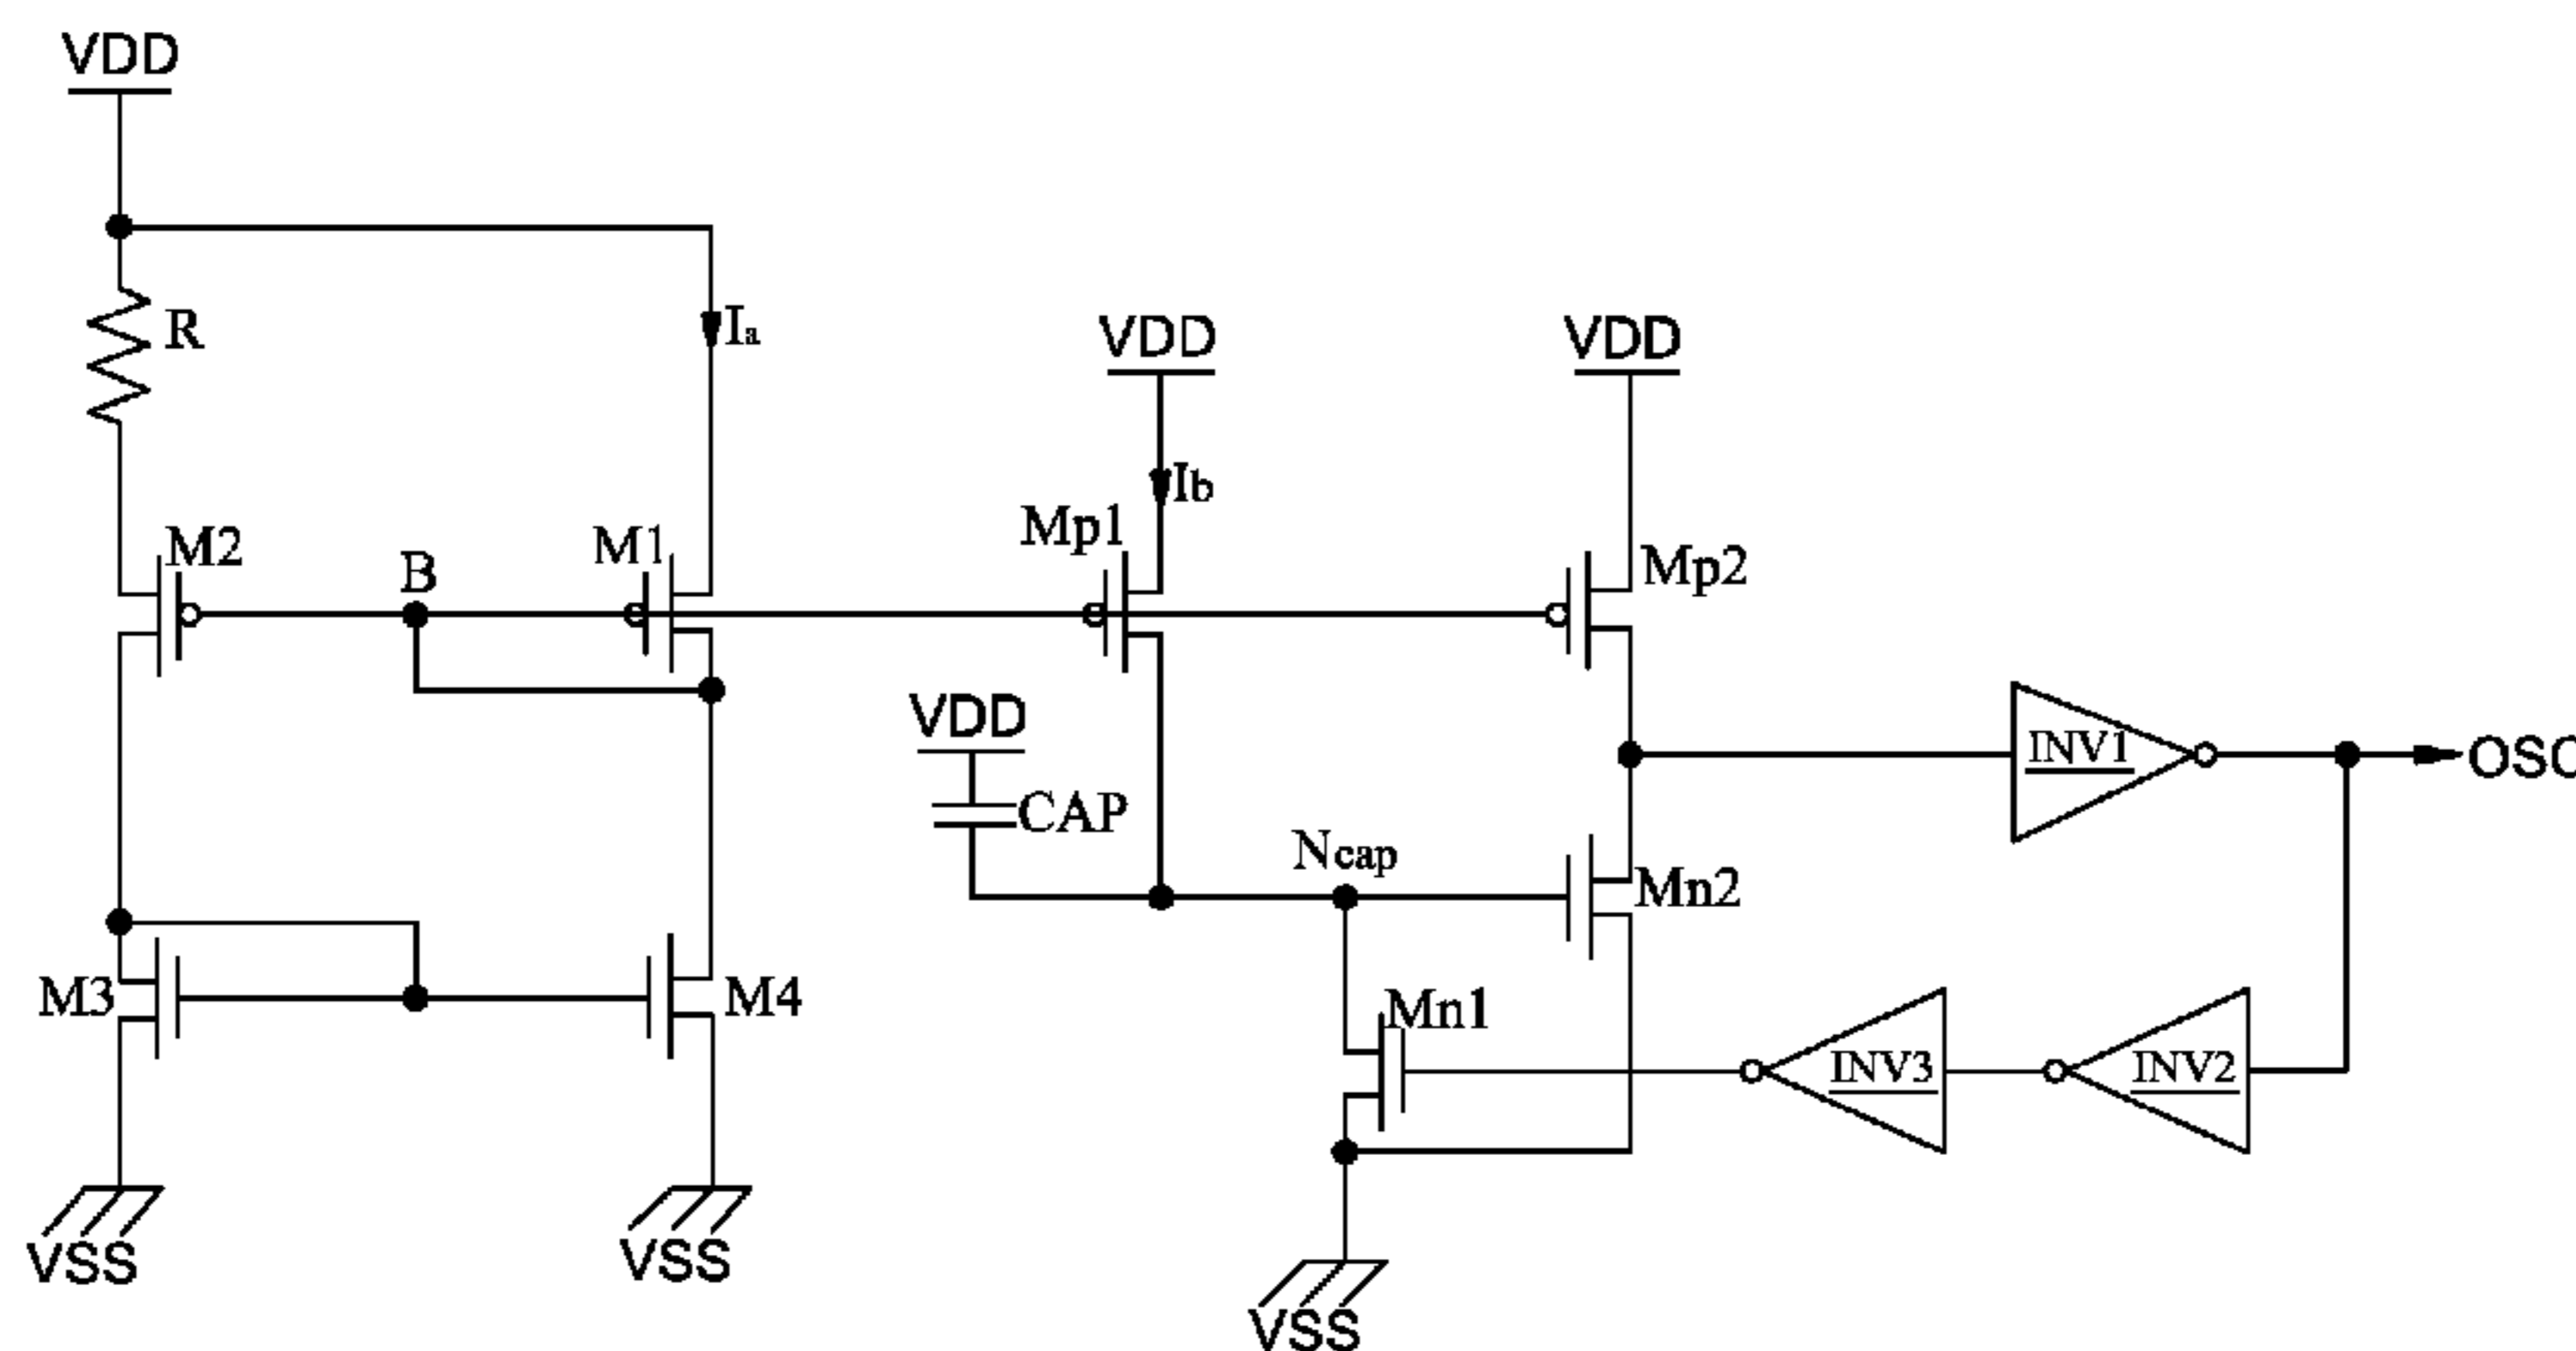 VDD
R
Ia
VDD
VDD
Ib
M2
B
M1
Mp1
Mp2
VDD
CAP
INV1
OSC
Ncap
Mn2
M3
M4
Mn1
INV3
INV2
VSS
VSS
VSS